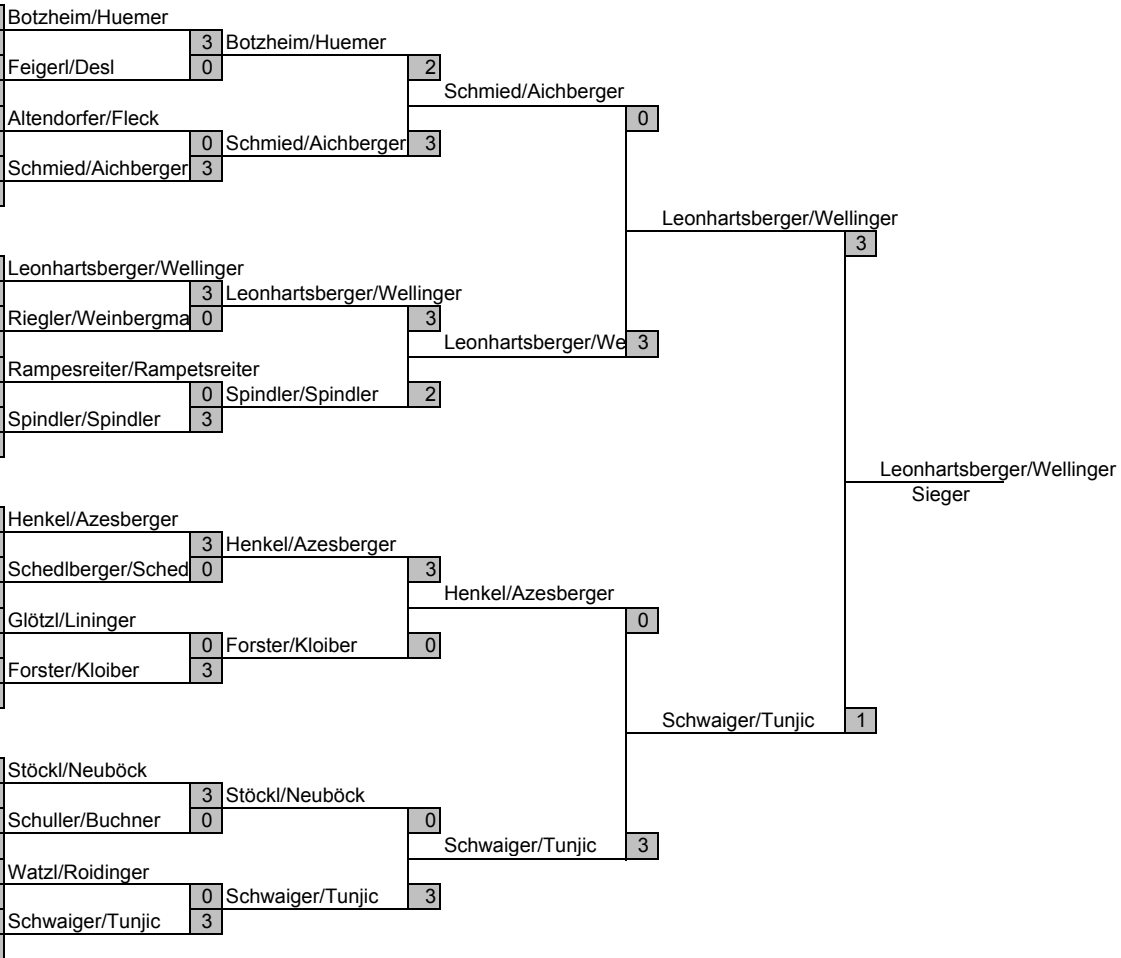 Botzheim/Huemer
3 Botzheim/Huemer
Feigerl/Desl 0 2
Schmied/Aichberger
Altendorfer/Fleck 0
0 Schmied/Aichberger 3
Schmied/Aichberger 3
Leonhartsberger/Wellinger
3
Leonhartsberger/Wellinger
3 Leonhartsberger/Wellinger
Riegler/Weinbergma 0 3
Leonhartsberger/We 3
Rampesreiter/Rampetsreiter
0 Spindler/Spindler 2
Spindler/Spindler 3
Leonhartsberger/Wellinger
Sieger
Henkel/Azesberger
3 Henkel/Azesberger
Schedlberger/Sched 0 3
Henkel/Azesberger
Glötzl/Lininger 0
0 Forster/Kloiber 0
Forster/Kloiber 3
Schwaiger/Tunjic 1
Stöckl/Neuböck
3 Stöckl/Neuböck
Schuller/Buchner 0 0
Schwaiger/Tunjic 3
Watzl/Roidinger
0 Schwaiger/Tunjic 3
Schwaiger/Tunjic 3